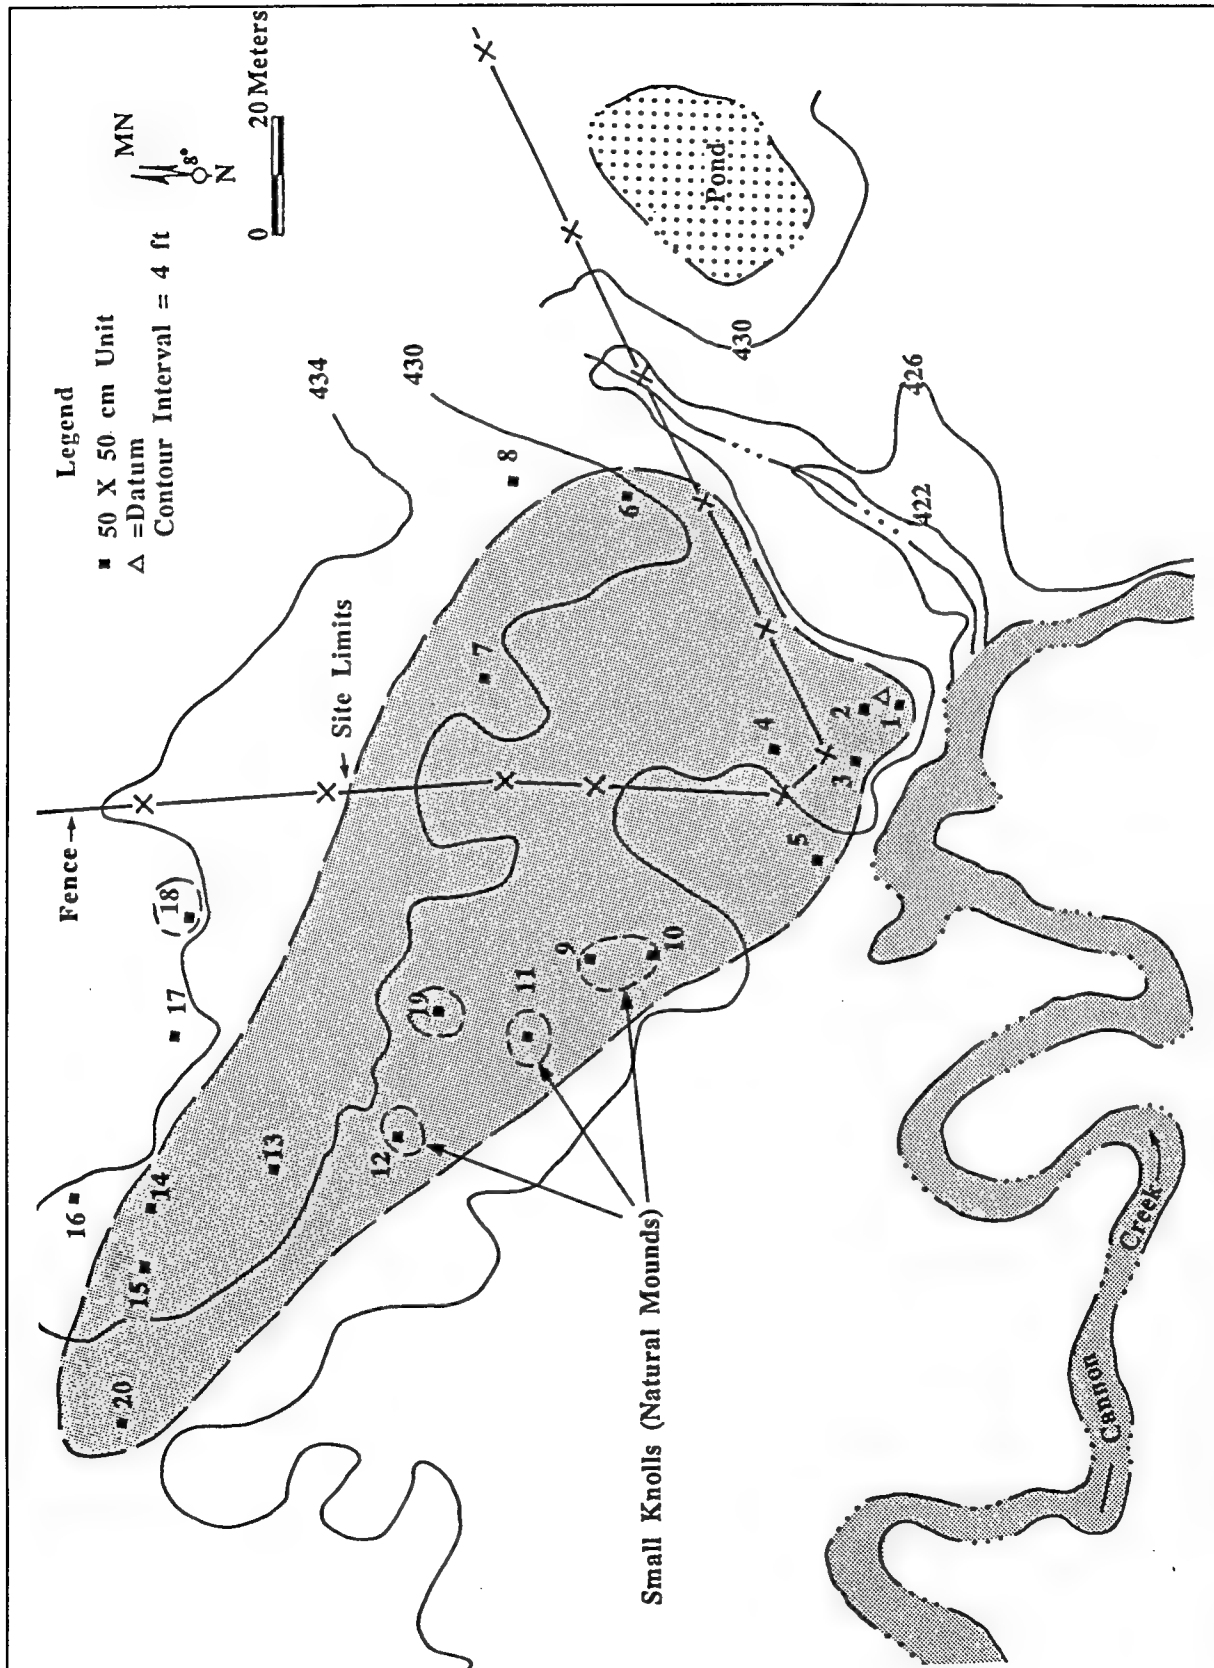 Legend
■ 50 X 50 cm Unit
△ =Datum
Contour Interval = 4 ft
MN
8°
N
0 20 Meters
Fence→
←Site Limits
434
430
430
426
422
Pond
Small Knolls (Natural Mounds)
Cannon
Creek
1
2
3
4
5
6
7
8
9
10
11
12
13
14
15
16
17
18
19
20